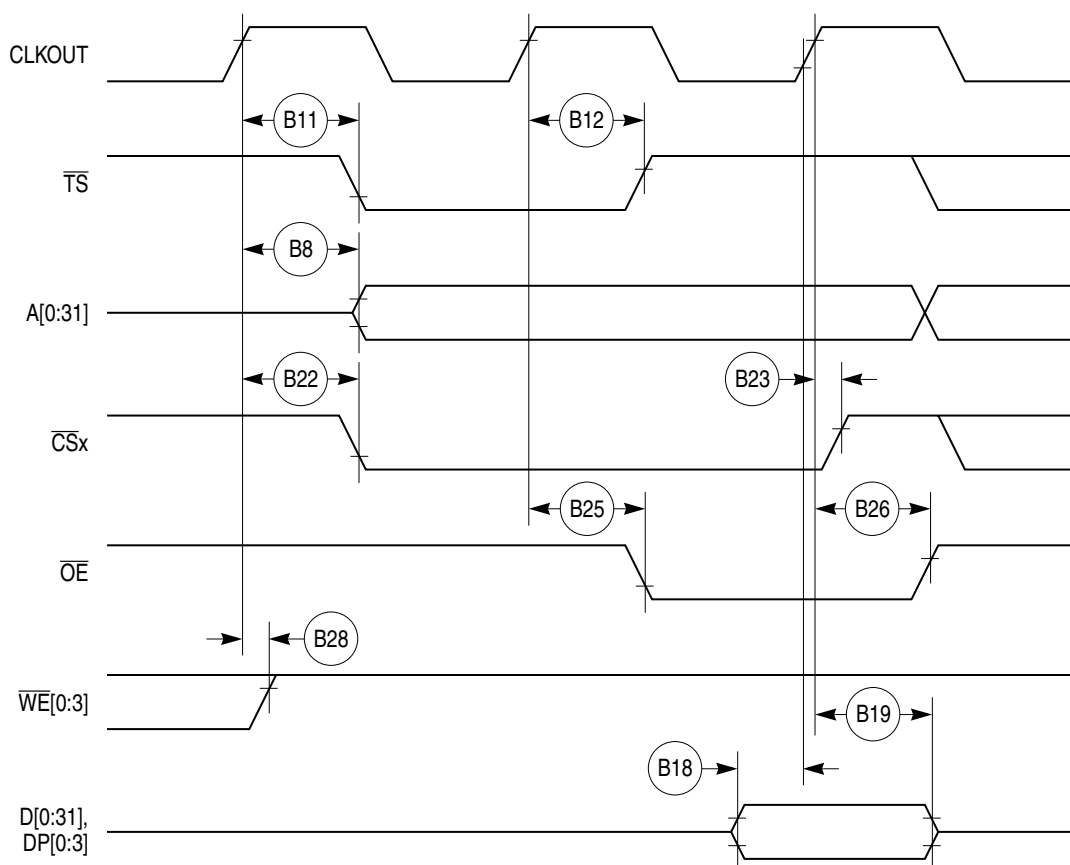 CLKOUT
B11
B12
TS
B8
A[0:31]
B22
B23
CSx
B25
B26
OE
B28
WE[0:3]
B19
B18
D[0:31],
DP[0:3]